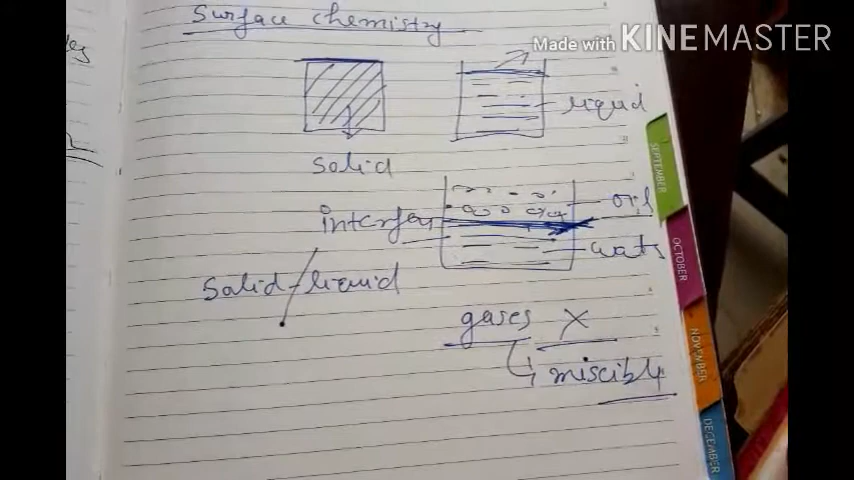 Surface chemistry
Made with KINEMASTER
liquid
solid
SEPTEMBER
oil
interface
water
OCTOBER
solid-liquid
gases X
NOVEMBER
miscible
DECEMBER